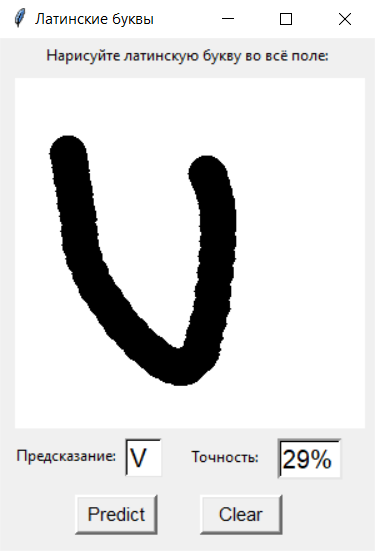 Латинские буквы
Нарисуйте латинскую букву во всё поле:
V
Предсказание: V Точность: 29%
Predict Clear